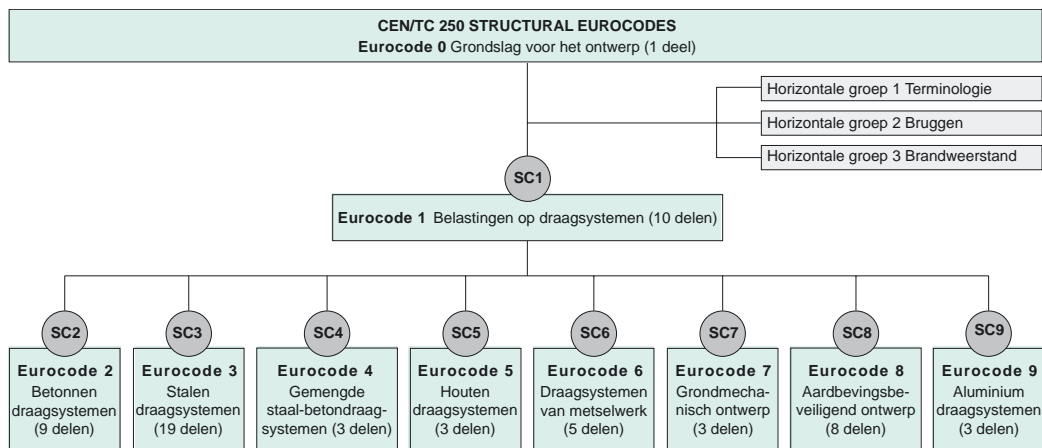 CEN/TC 250 STRUCTURAL EUROCODES
Eurocode 0 Grondslag voor het ontwerp (1 deel)
Horizontale groep 1 Terminologie
Horizontale groep 2 Bruggen
Horizontale groep 3 Brandweerstand
SC1
Eurocode 1 Belastingen op draagsystemen (10 delen)
SC2
Eurocode 2
Betonnen
draagsystemen
(9 delen)
SC3
Eurocode 3
Stalen
draagsystemen
(19 delen)
SC4
Eurocode 4
Gemengde
staal-betondraag-
systemen (3 delen)
SC5
Eurocode 5
Houten
draagsystemen
(3 delen)
SC6
Eurocode 6
Draagsystemen
van metselwerk
(5 delen)
SC7
Eurocode 7
Grondmecha-
nisch ontwerp
(3 delen)
SC8
Eurocode 8
Aardbevingsbe-
veiligend ontwerp
(8 delen)
SC9
Eurocode 9
Aluminium
draagsystemen
(3 delen)